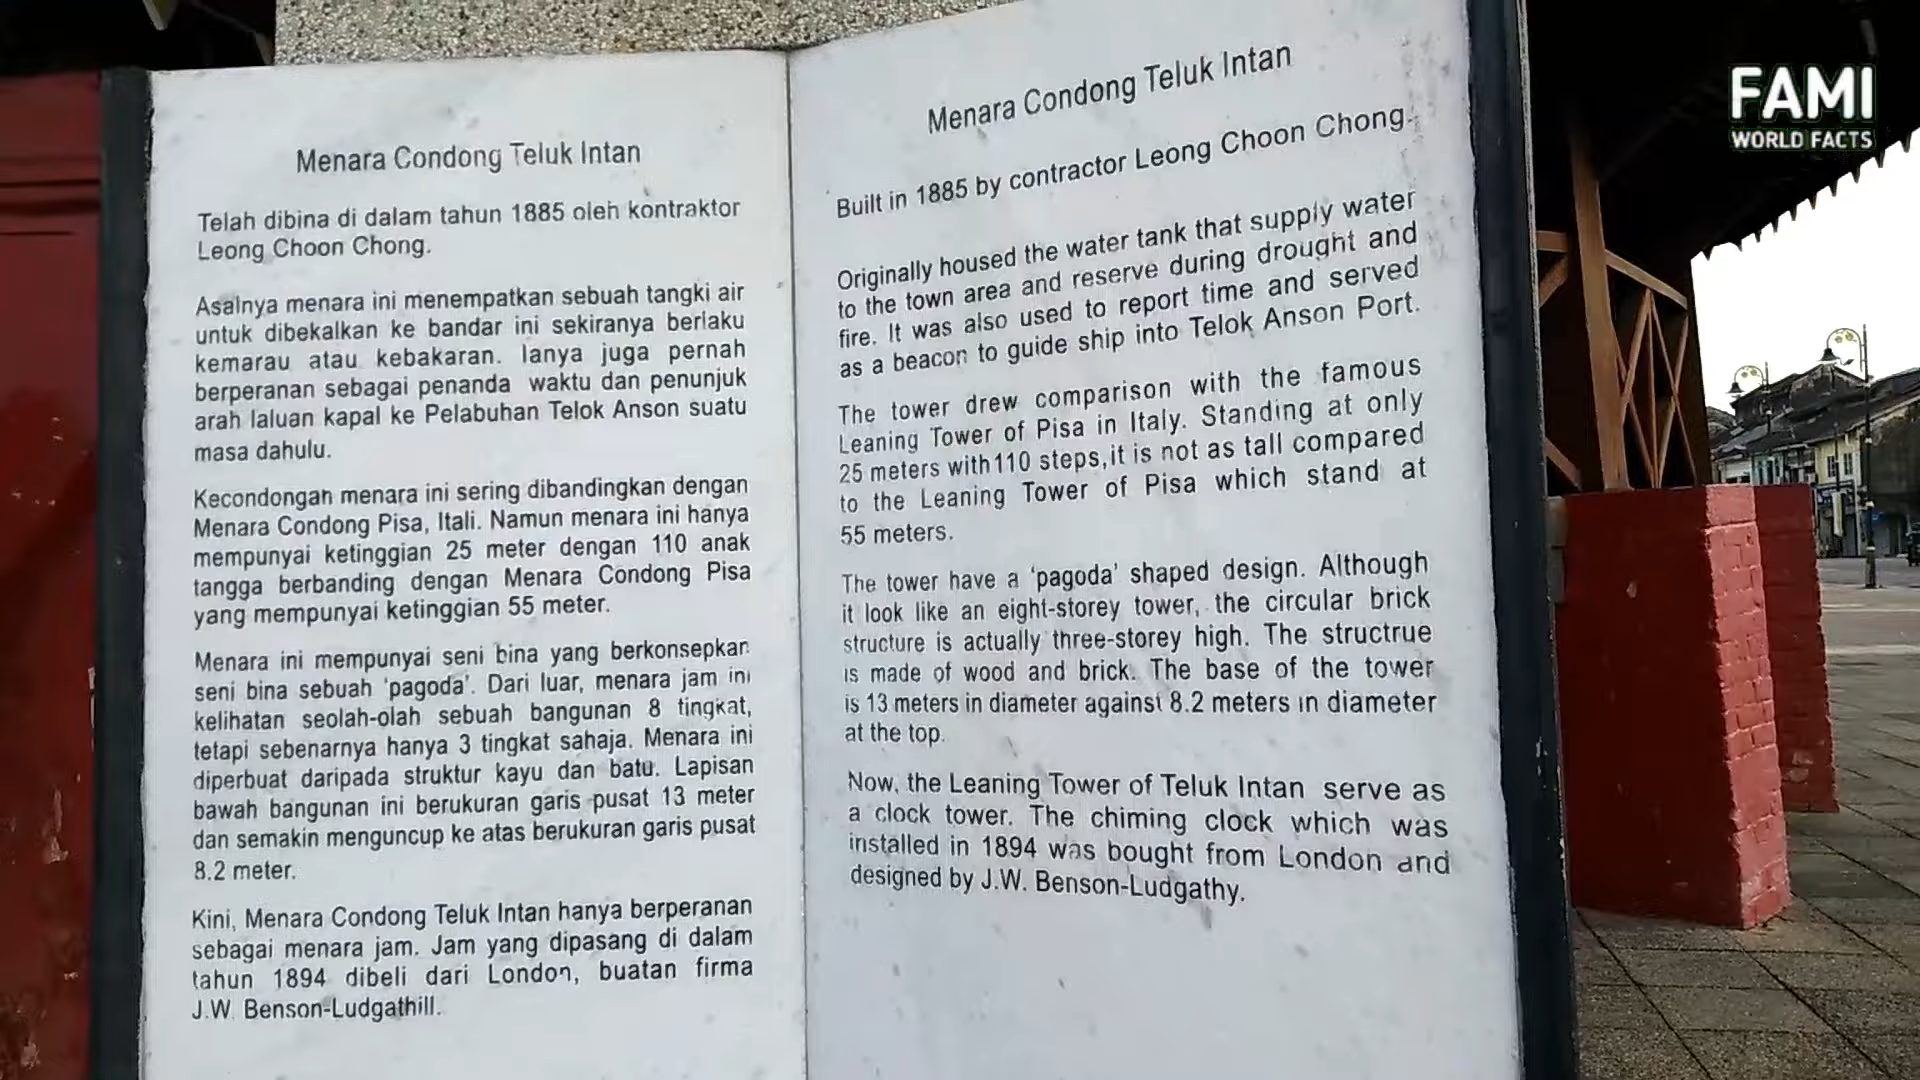 Menara Condong Teluk Intan
Telah dibina di dalam tahun 1885 oleh kontraktor
Leong Choon Chong.
Asalnya menara ini menempatkan sebuah tangki air
untuk dibekalkan ke bandar ini sekiranya berlaku
kemarau atau kebakaran. Ianya juga pernah
berperanan sebagai penanda waktu dan penunjuk
arah laluan kapal ke Pelabuhan Telok Anson suatu
masa dahulu.
Kecondongan menara ini sering dibandingkan dengan
Menara Condong Pisa, Itali. Namun menara ini hanya
mempunyai ketinggian 25 meter dengan 110 anak
tangga berbanding dengan Menara Condong Pisa
yang mempunyai ketinggian 55 meter.
Menara ini mempunyai seni bina yang berkonsepkan
seni bina sebuah 'pagoda'. Dari luar, menara jam ini
kelihatan seolah-olah sebuah bangunan 8 tingkat,
tetapi sebenarnya hanya 3 tingkat sahaja. Menara ini
diperbuat daripada struktur kayu dan batu. Lapisan
bawah bangunan ini berukuran garis pusat 13 meter
dan semakin menguncup ke atas berukuran garis pusat
8.2 meter.
Kini, Menara Condong Teluk Intan hanya berperanan
sebagai menara jam. Jam yang dipasang di dalam
tahun 1894 dibeli dari London, buatan firma
J.W. Benson-Ludgathill.
Menara Condong Teluk Intan
Built in 1885 by contractor Leong Choon Chong.
Originally housed the water tank that supply water
to the town area and reserve during drought and
fire. It was also used to report time and served
as a beacon to guide ship into Telok Anson Port.
The tower drew comparison with the famous
Leaning Tower of Pisa in Italy. Standing at only
25 meters with 110 steps, it is not as tall compared
to the Leaning Tower of Pisa which stand at
55 meters.
The tower have a 'pagoda' shaped design. Although
it look like an eight-storey tower, the circular brick
structure is actually three-storey high. The structrue
is made of wood and brick. The base of the tower
is 13 meters in diameter against 8.2 meters in diameter
at the top.
Now, the Leaning Tower of Teluk Intan serve as
a clock tower. The chiming clock which was
installed in 1894 was bought from London and
designed by J.W. Benson-Ludgathy.
FAMI
WORLD FACTS